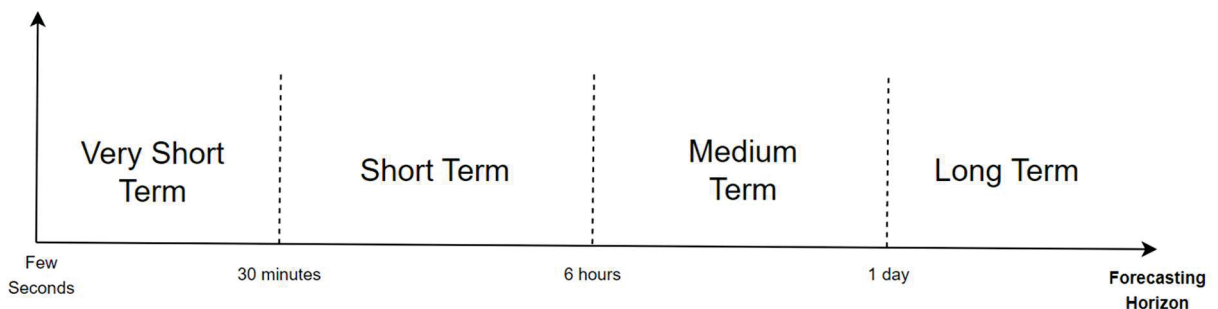 Very Short
Term
Short Term
Medium
Term
Long Term
Few
Seconds
30 minutes
6 hours
1 day
Forecasting
Horizon